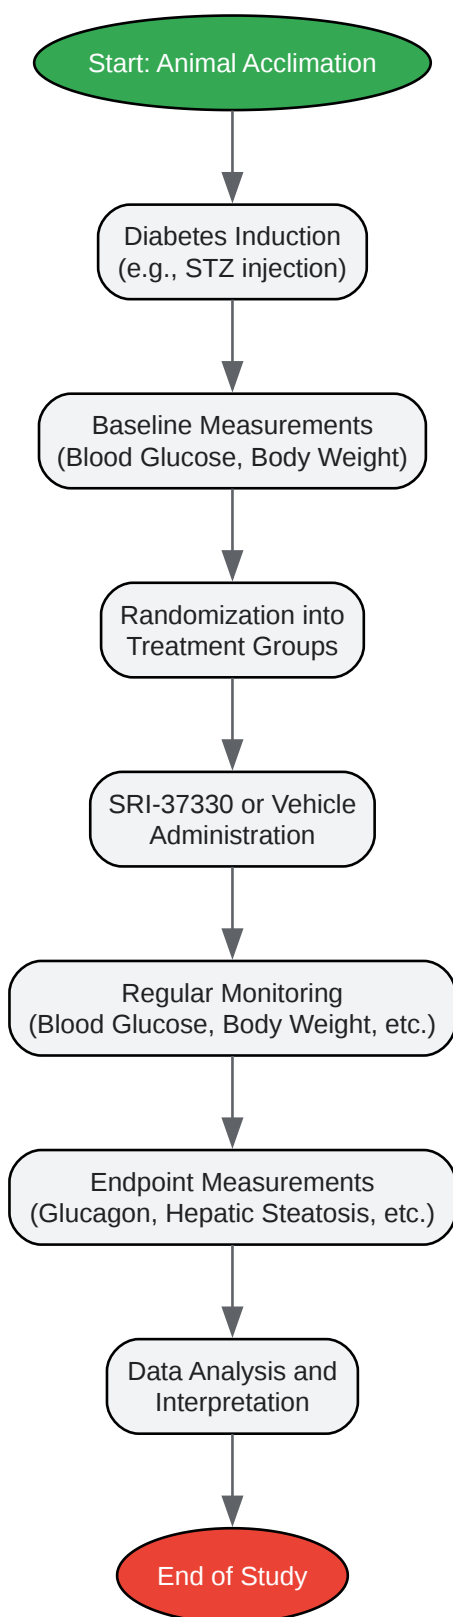 Start: Animal Acclimation
Diabetes Induction
(e.g., STZ injection)
Baseline Measurements
(Blood Glucose, Body Weight)
Randomization into
Treatment Groups
SRI-37330 or Vehicle
Administration
Regular Monitoring
(Blood Glucose, Body Weight, etc.)
Endpoint Measurements
(Glucagon, Hepatic Steatosis, etc.)
Data Analysis and
Interpretation
End of Study